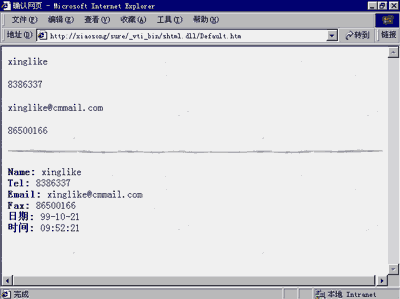 确认网页 - Microsoft Internet Explorer
文件(F) 编辑(E) 查看(V) 收藏(A) 工具(T) 帮助(H)
地址(D) http://xiaosong/sure/_vti_bin/shtml.dll/Default.htm 转到 链接
xinglike
8386337
xinglike@cmmail.com
86500166
Name: xinglike
Tel: 8386337
Email: xinglike@cmmail.com
Fax: 86500166
日期: 99-10-21
时间: 09:52:21
完成 本地 Intranet